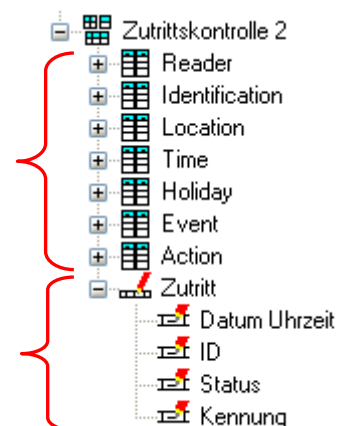 Zutrittskontrolle 2
Reader
Identification
Location
Time
Holiday
Event
Action
Zutritt
Datum Uhrzeit
ID
Status
Kennung